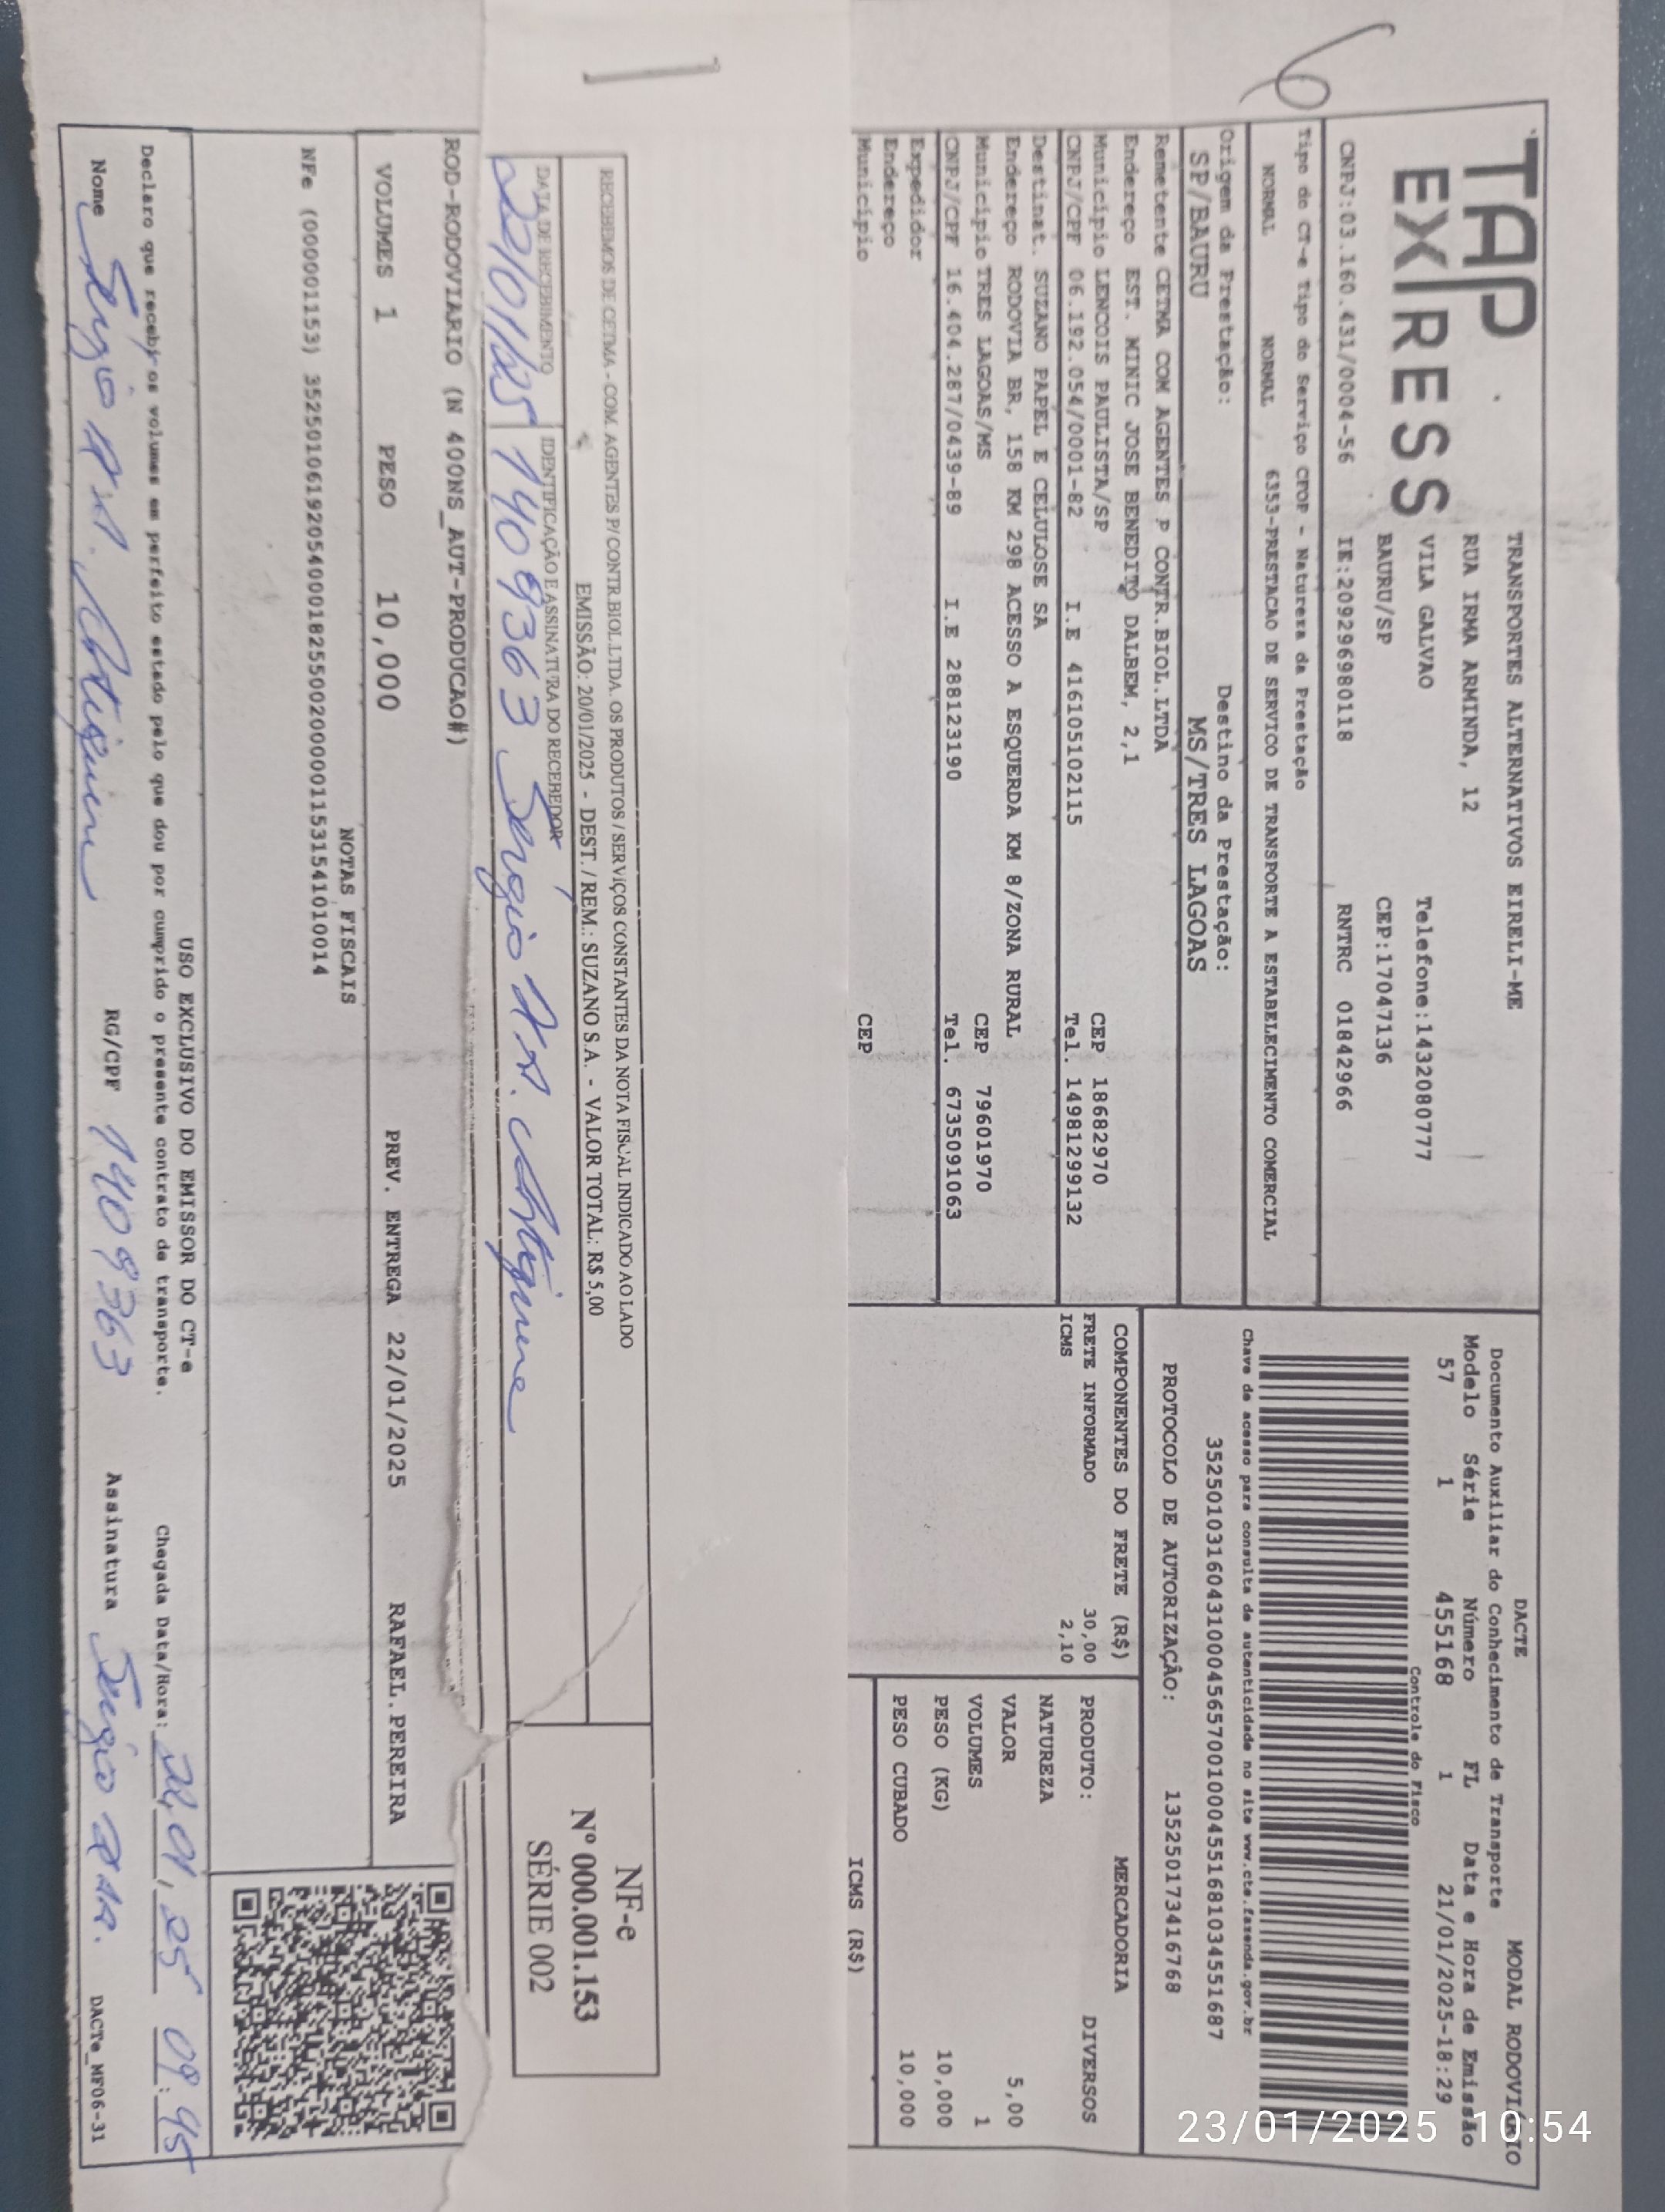 TAP
EXPRESS
TRANSPORTES ALTERNATIVOS EIRELI-ME
RUA IRMA ARMINDA, 12
VILA GALVAO Telefone:1432080777
BAURU/SP CEP:17047136
CNPJ:03.160.431/0004-56 IE:209296980118 RNTRC 01842966
DACTE MODAL RODOVIÁRIO
Documento Auxiliar do Conhecimento de Transporte
Modelo Série Número FL Data e Hora de Emissão
57 1 455168 1 21/01/2025-18:29
Controle do Fisco
Tipo do CT-e Tipo do Serviço CFOP - Natureza da Prestação
NORMAL NORMAL 6353-PRESTACAO DE SERVICO DE TRANSPORTE A ESTABELECIMENTO COMERCIAL
Chave de acesso para consulta de autenticidade no site www.cte.fazenda.gov.br
35250103160431000456570010004551681034551687
Origem da Prestação: Destino da Prestação:
SP/BAURU MS/TRES LAGOAS
PROTOCOLO DE AUTORIZAÇÃO: 135250173416768
Remetente CETMA COM AGENTES P CONTR.BIOL.LTDA
Endereço EST. MINIC JOSE BENEDITO DALBEM, 2,1
Município LENCOIS PAULISTA/SP CEP 18682970
CNPJ/CPF 06.192.054/0001-82 I.E 416105102115 Tel. 14981299132
Destinat. SUZANO PAPEL E CELULOSE SA
Endereço RODOVIA BR, 158 KM 298 ACESSO A ESQUERDA KM 8/ZONA RURAL
Município TRES LAGOAS/MS CEP 79601970
CNPJ/CPF 16.404.287/0439-89 I.E 288123190 Tel. 6735091063
Expedidor
Endereço
Município CEP
COMPONENTES DO FRETE (R$)
FRETE INFORMADO 30,00
ICMS 2,10
MERCADORIA
PRODUTO: DIVERSOS
NATUREZA
VALOR 5,00
VOLUMES 1
PESO (KG) 10,000
PESO CUBADO 10,000
ICMS (R$)
RECEBEMOS DE CETMA - COM. AGENTES P/ CONTR.BIOL.LTDA. OS PRODUTOS / SERVIÇOS CONSTANTES DA NOTA FISCAL INDICADO AO LADO
EMISSÃO: 20/01/2025 - DEST. / REM.: SUZANO S.A. - VALOR TOTAL: R$ 5,00
DATA DE RECEBIMENTO IDENTIFICAÇÃO E ASSINATURA DO RECEBEDOR
22/01/25 1409363 Sérgio
NF-e
Nº 000.001.153
SÉRIE 002
ROD-RODOVIARIO (N 400NS_AUT-PRODUCAO#)
VOLUMES 1 PESO 10,000 PREV. ENTREGA 22/01/2025 RAFAEL.PEREIRA
NOTAS FISCAIS
NFe (000001153) 35250106192054000182550020000011531541010014
USO EXCLUSIVO DO EMISSOR DO CT-e
Declaro que recebi os volumes em perfeito estado pelo que dou por cumprido o presente contrato de transporte. Chegada Data/Hora: 22/01/25 09:45
Nome Sérgio RG/CPF 1409363 Assinatura Sérgio DACTe_MF06-31
23/01/2025 10:54